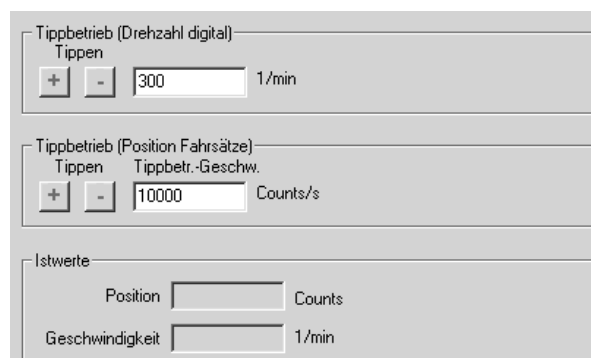 Tippbetrieb (Drehzahl digital)
Tippen
+ - 300 1/min
Tippbetrieb (Position Fahrsätze)
Tippen Tippbetr.-Geschw.
+ - 10000 Counts/s
Istwerte
Position Counts
Geschwindigkeit 1/min